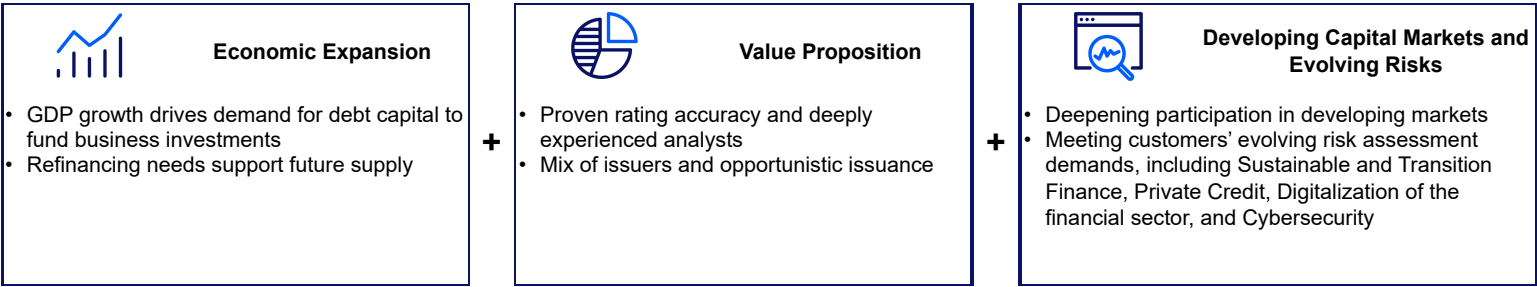 Economic Expansion
• GDP growth drives demand for debt capital to
fund business investments
• Refinancing needs support future supply
+
Value Proposition
• Proven rating accuracy and deeply
experienced analysts
• Mix of issuers and opportunistic issuance
+
Developing Capital Markets and
Evolving Risks
• Deepening participation in developing markets
• Meeting customers’ evolving risk assessment
demands, including Sustainable and Transition
Finance, Private Credit, Digitalization of the
financial sector, and Cybersecurity